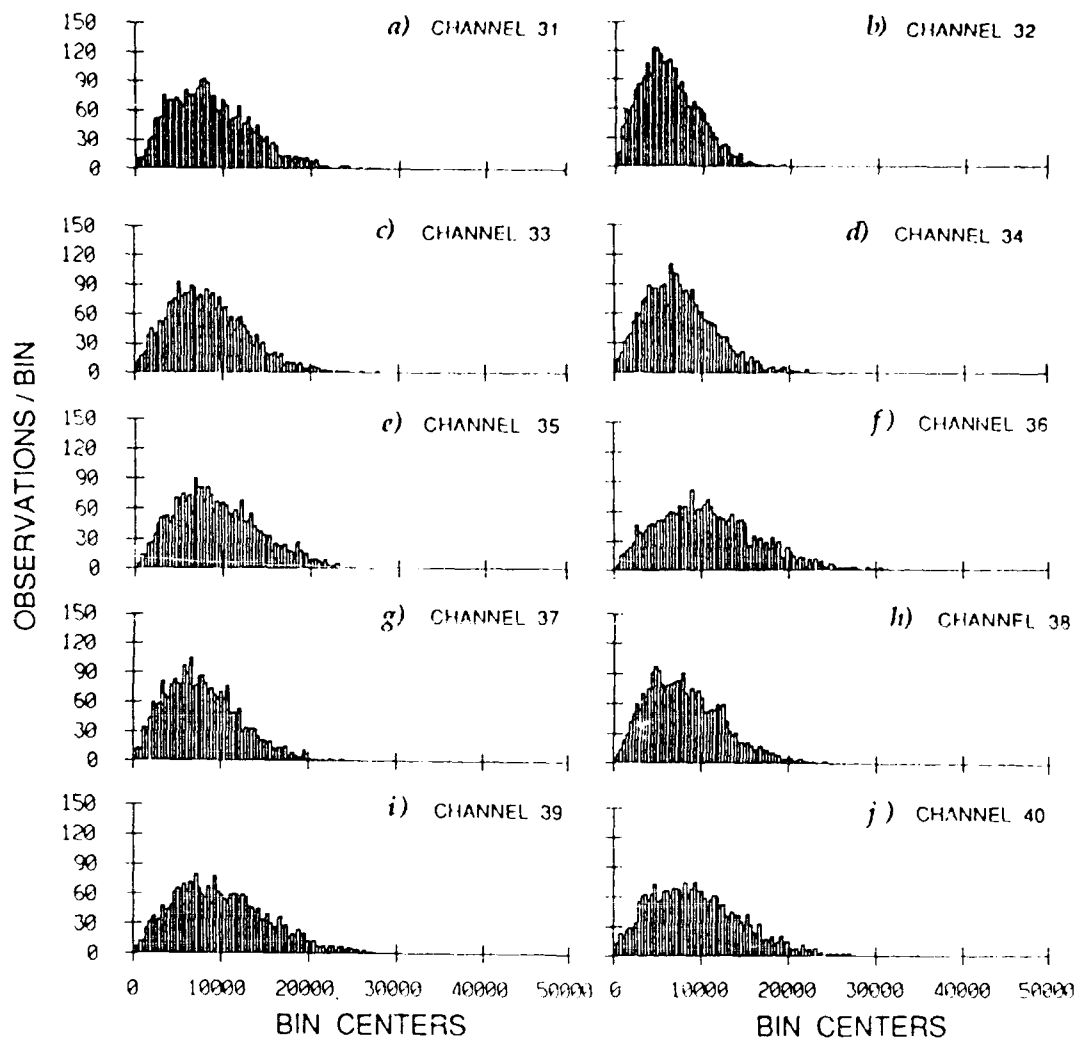 a) CHANNEL 31
150
120
90
60
30
0
b) CHANNEL 32
c) CHANNEL 33
150
120
90
60
30
0
d) CHANNEL 34
e) CHANNEL 35
150
120
90
60
30
0
f) CHANNEL 36
g) CHANNEL 37
150
120
90
60
30
0
h) CHANNEL 38
i) CHANNEL 39
150
120
90
60
30
0
j) CHANNEL 40
OBSERVATIONS / BIN
0 10000 20000 30000 40000 50000
0 10000 20000 30000 40000 50000
BIN CENTERS
BIN CENTERS